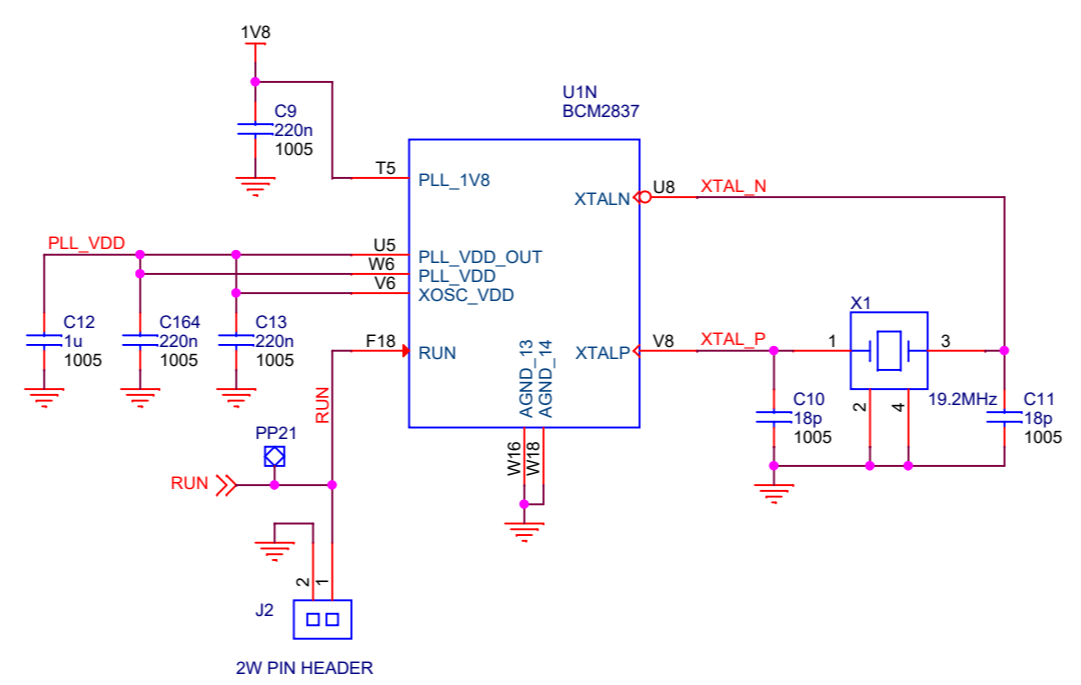 1V8
U1N
BCM2837
C9
220n
1005
T5
PLL_1V8
XTALN
U8
XTAL_N
PLL_VDD
U5
PLL_VDD_OUT
W6
PLL_VDD
V6
XOSC_VDD
C12
1u
1005
C164
220n
1005
C13
220n
1005
F18
RUN
XTALP
V8
XTAL_P
X1
1
3
2
4
19.2MHz
C10
18p
1005
C11
18p
1005
AGND_13
AGND_14
W16
W18
RUN
PP21
RUN
2
1
J2
2W PIN HEADER